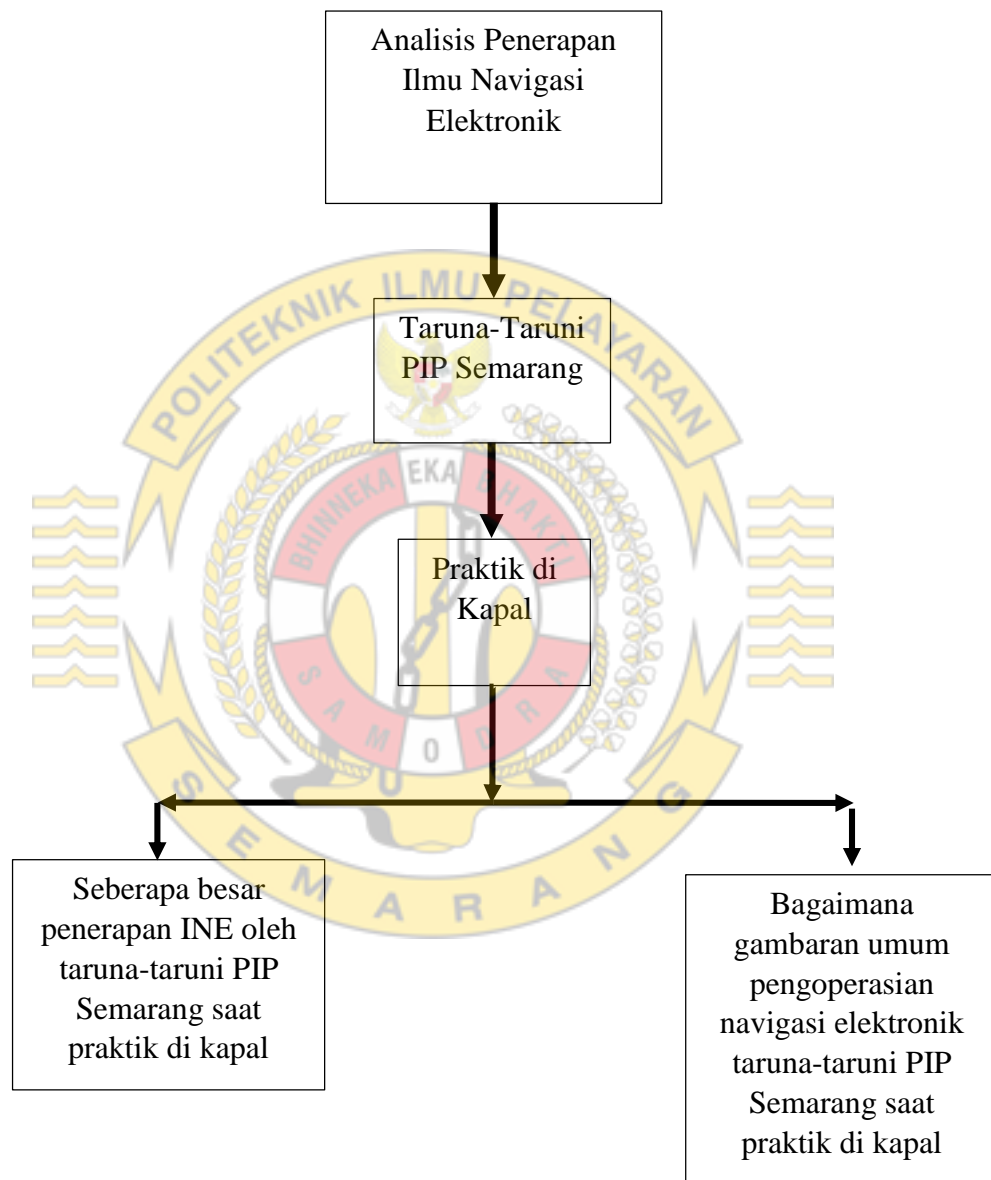 Analisis Penerapan
Ilmu Navigasi
Elektronik
POLITEKNIK ILMU PELAYARAN
Taruna-Taruni
PIP Semarang
BHINNEKA EKA BHAKTI
Praktik di
Kapal
SAMODRA
SEMARANG
Seberapa besar
penerapan INE oleh
taruna-taruni PIP
Semarang saat
praktik di kapal
Bagaimana
gambaran umum
pengoperasian
navigasi elektronik
taruna-taruni PIP
Semarang saat
praktik di kapal